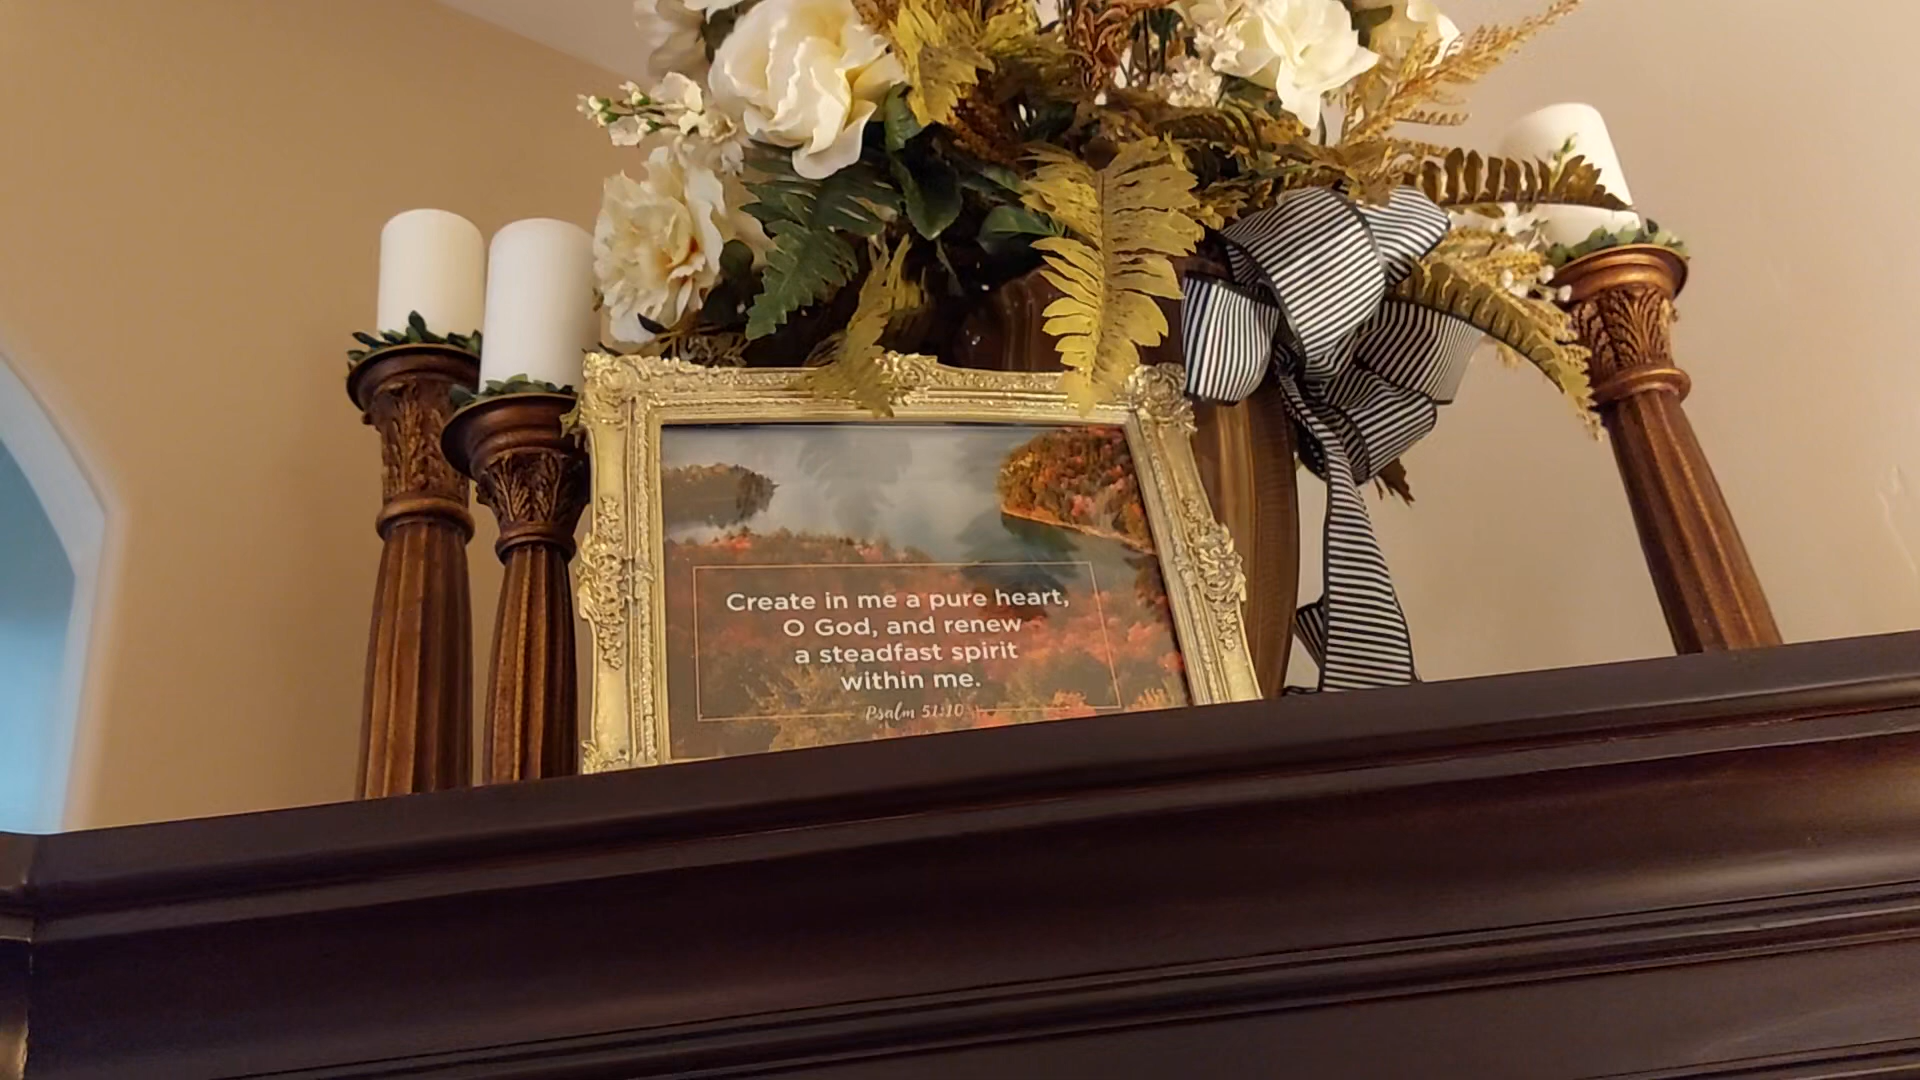 Create in me a pure heart,
O God, and renew
a steadfast spirit
within me.
Psalm 51:10